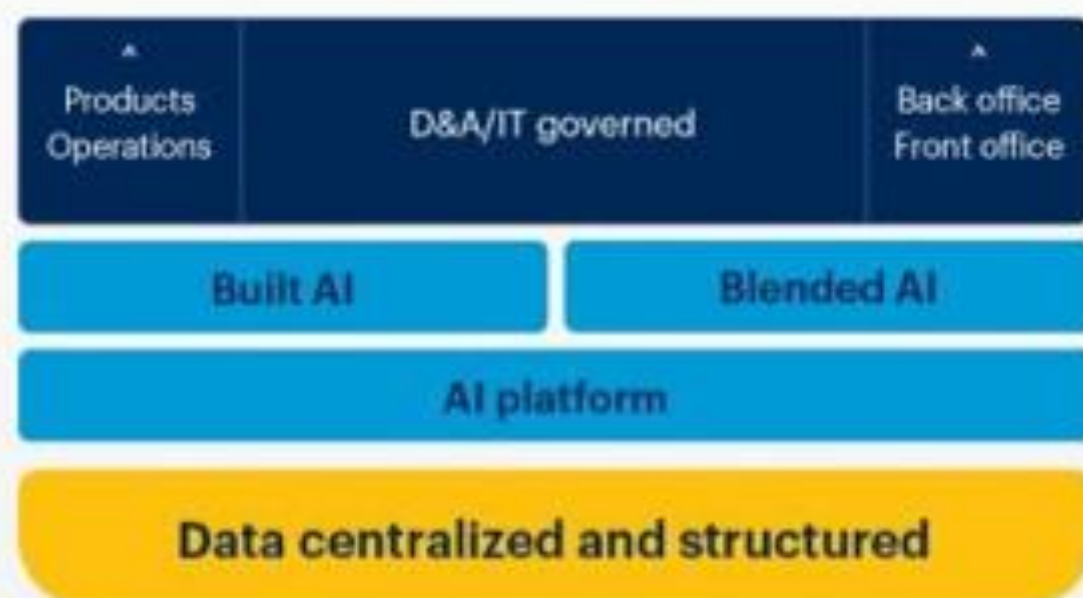 Products
Operations
D&A/IT governed
Back office
Front office
Built AI
Blended AI
AI platform
Data centralized and structured